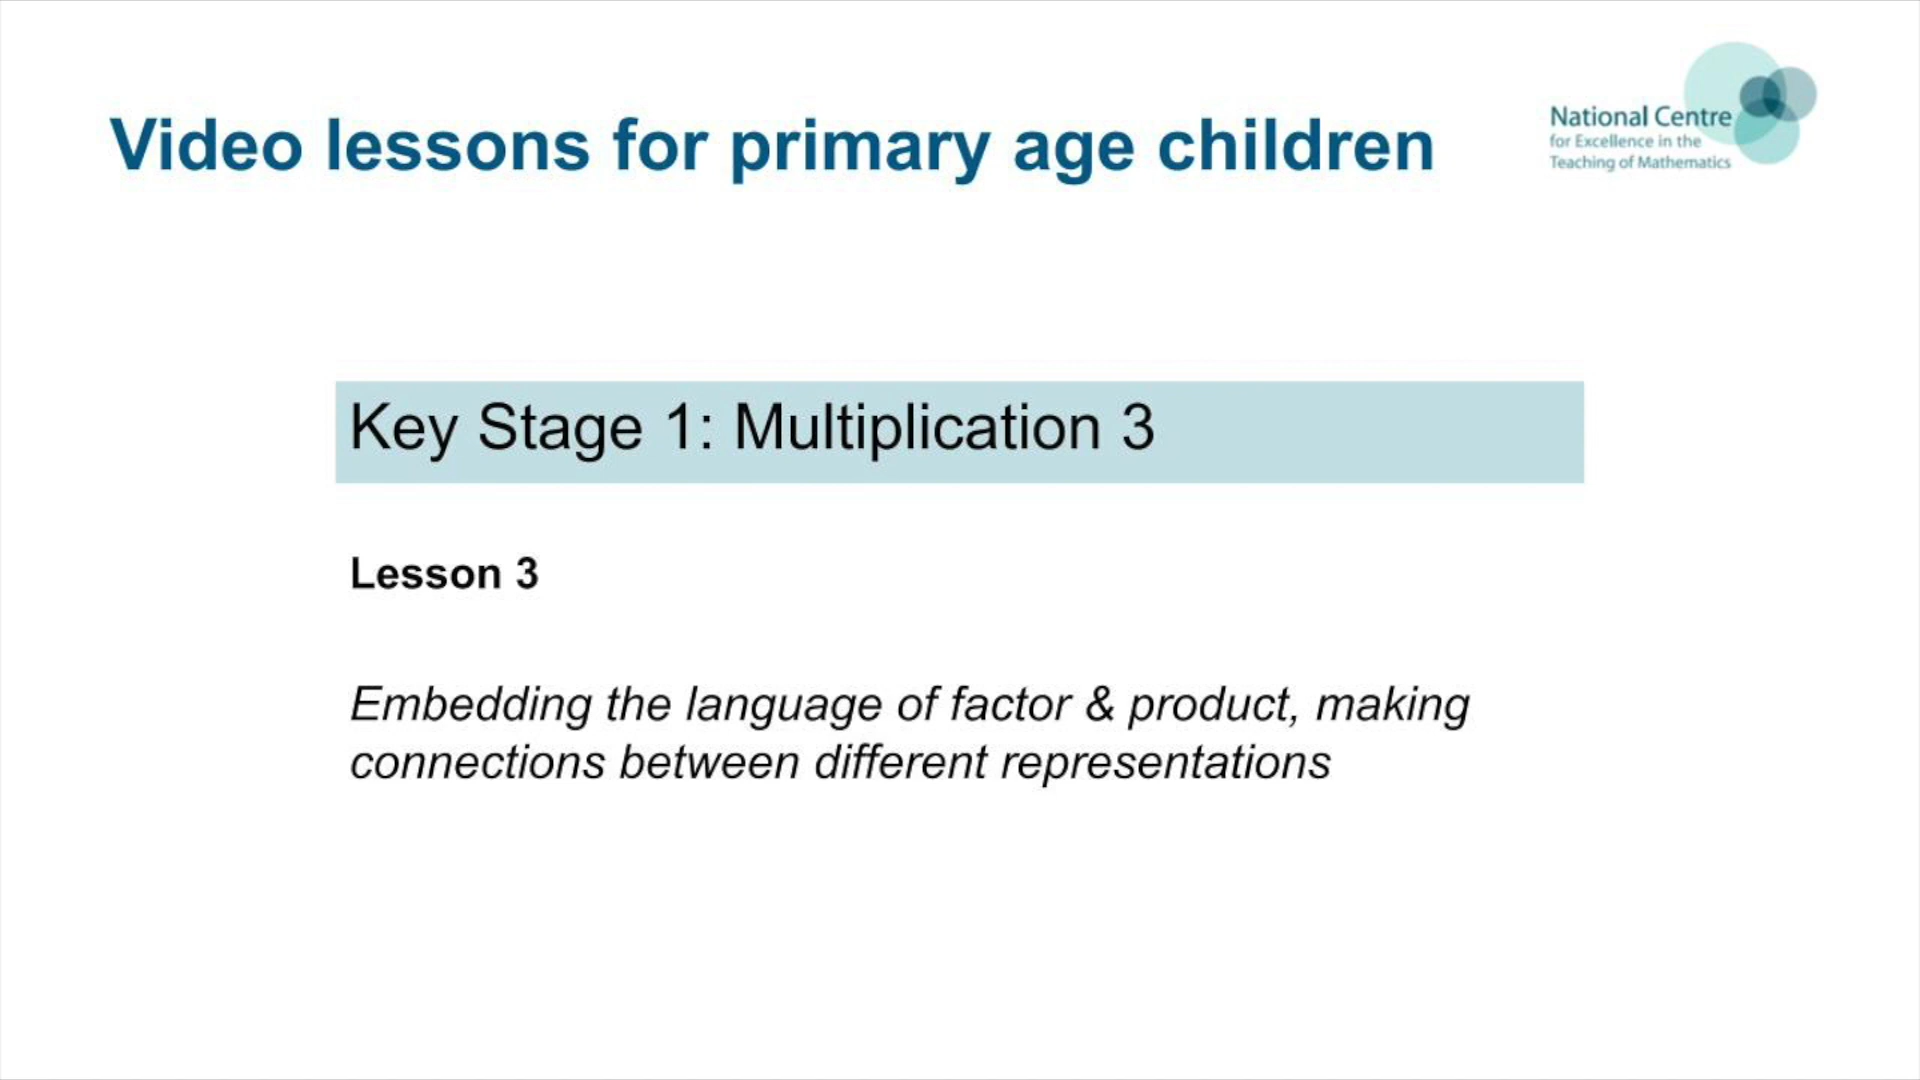 Video lessons for primary age children
National Centre
for Excellence in the
Teaching of Mathematics
Key Stage 1: Multiplication 3
Lesson 3
Embedding the language of factor & product, making
connections between different representations